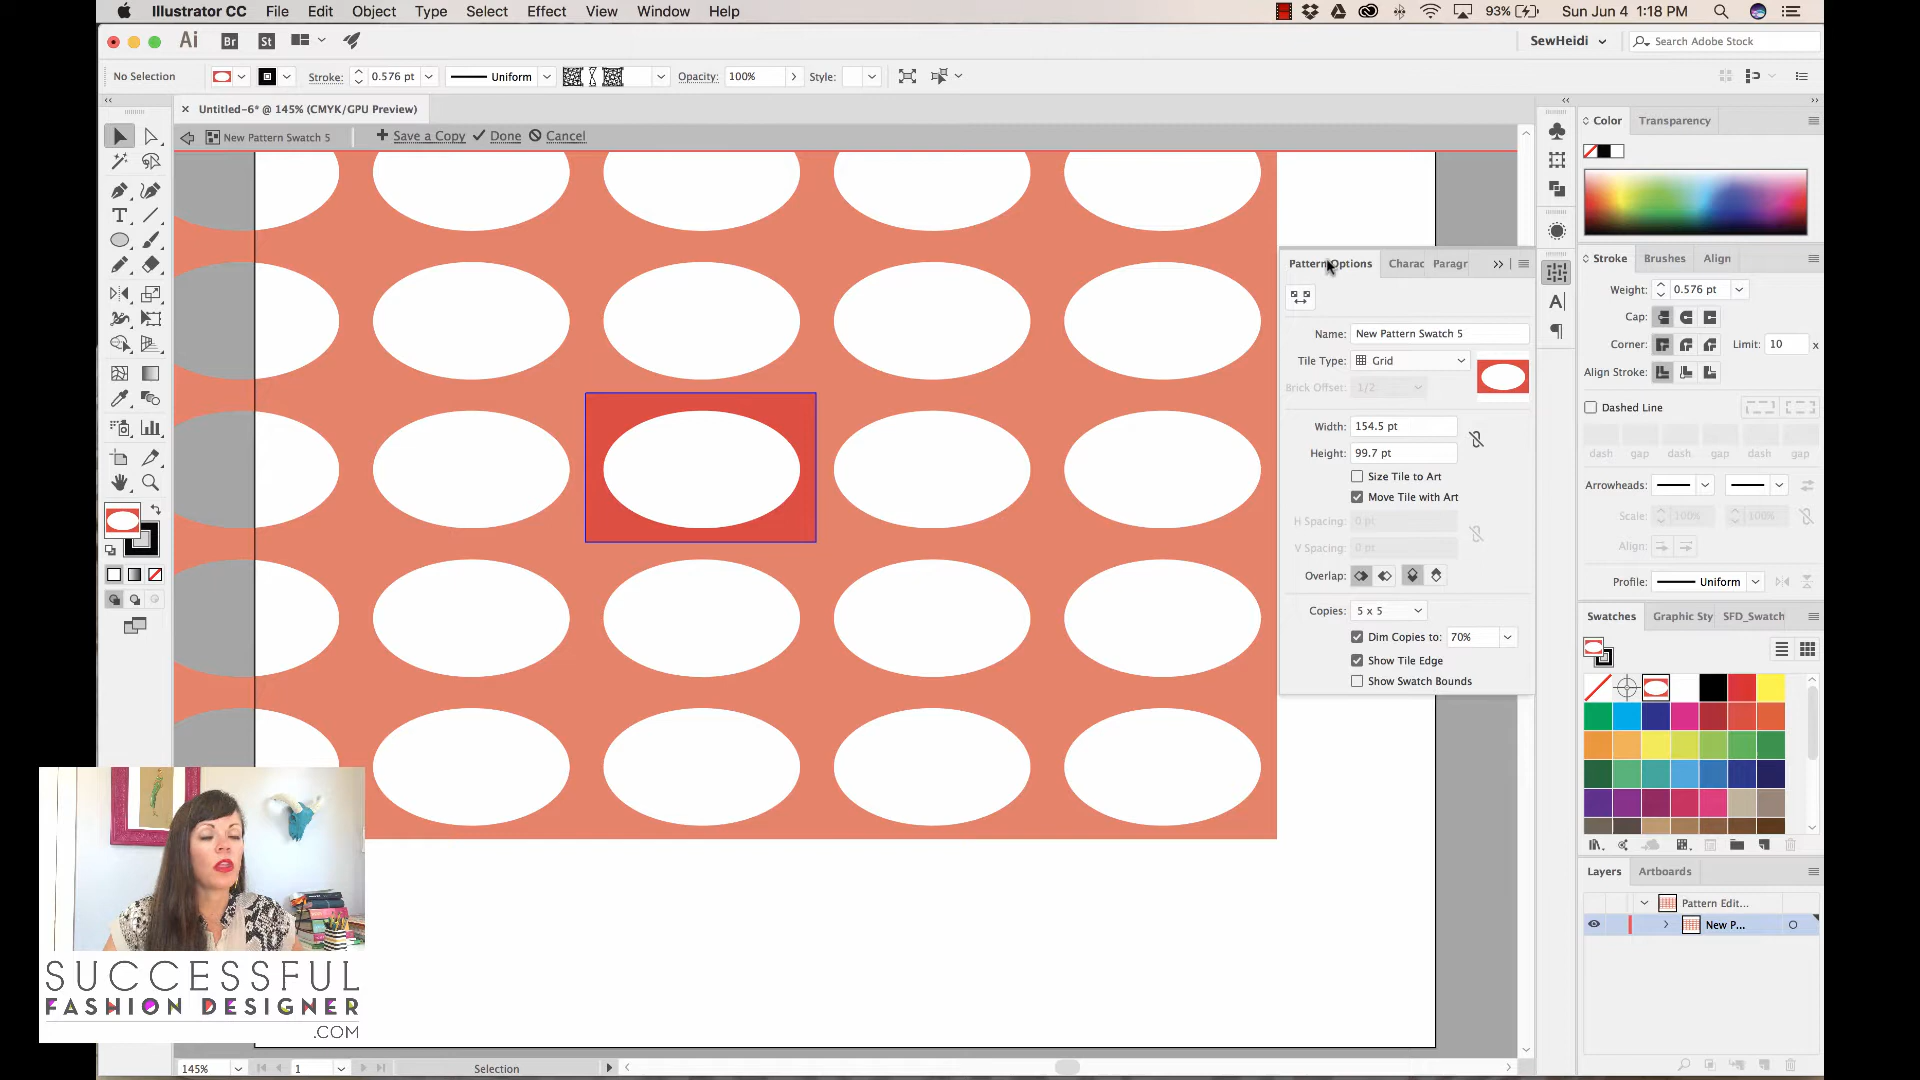 Illustrator CC File Edit Object Type Select Effect View Window Help 93% Sun Jun 4 1:18 PM
Ai Br St SewHeidi Search Adobe Stock
No Selection Stroke: 0.576 pt Uniform Opacity: 100% Style:
× Untitled-6* @ 145% (CMYK/GPU Preview)
New Pattern Swatch 5 + Save a Copy Done Cancel
Color Transparency
Pattern Options Charac Paragr
Name: New Pattern Swatch 5
Tile Type: Grid
Brick Offset: 1/2
Width: 154.5 pt
Height: 99.7 pt
Size Tile to Art
Move Tile with Art
H Spacing: 0 pt
V Spacing: 0 pt
Overlap:
Copies: 5 x 5
Dim Copies to: 70%
Show Tile Edge
Show Swatch Bounds
Stroke Brushes Align
Weight: 0.576 pt
Cap:
Corner: Limit: 10 x
Align Stroke:
Dashed Line
dash gap dash gap dash gap
Arrowheads:
Scale: 100% 100%
Align:
Profile: Uniform
Swatches Graphic Sty SFD_Swatch
Layers Artboards
Pattern Edit...
New P...
SUCCESSFUL
FASHION DESIGNER
.COM
145% 1 Selection